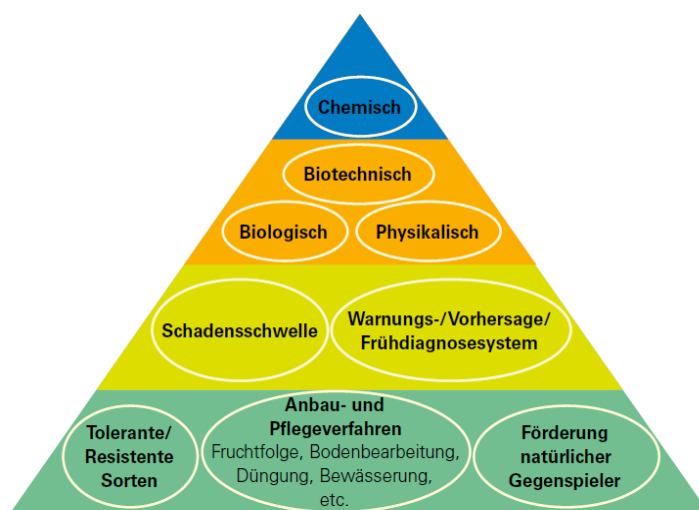 Chemisch
Biotechnisch
Biologisch
Physikalisch
Schadensschwelle
Warnungs-/Vorhersage/
Frühdiagnosesystem
Tolerante/
Resistente
Sorten
Anbau- und
Pflegeverfahren
Fruchtfolge, Bodenbearbeitung,
Düngung, Bewässerung,
etc.
Förderung
natürlicher
Gegenspieler